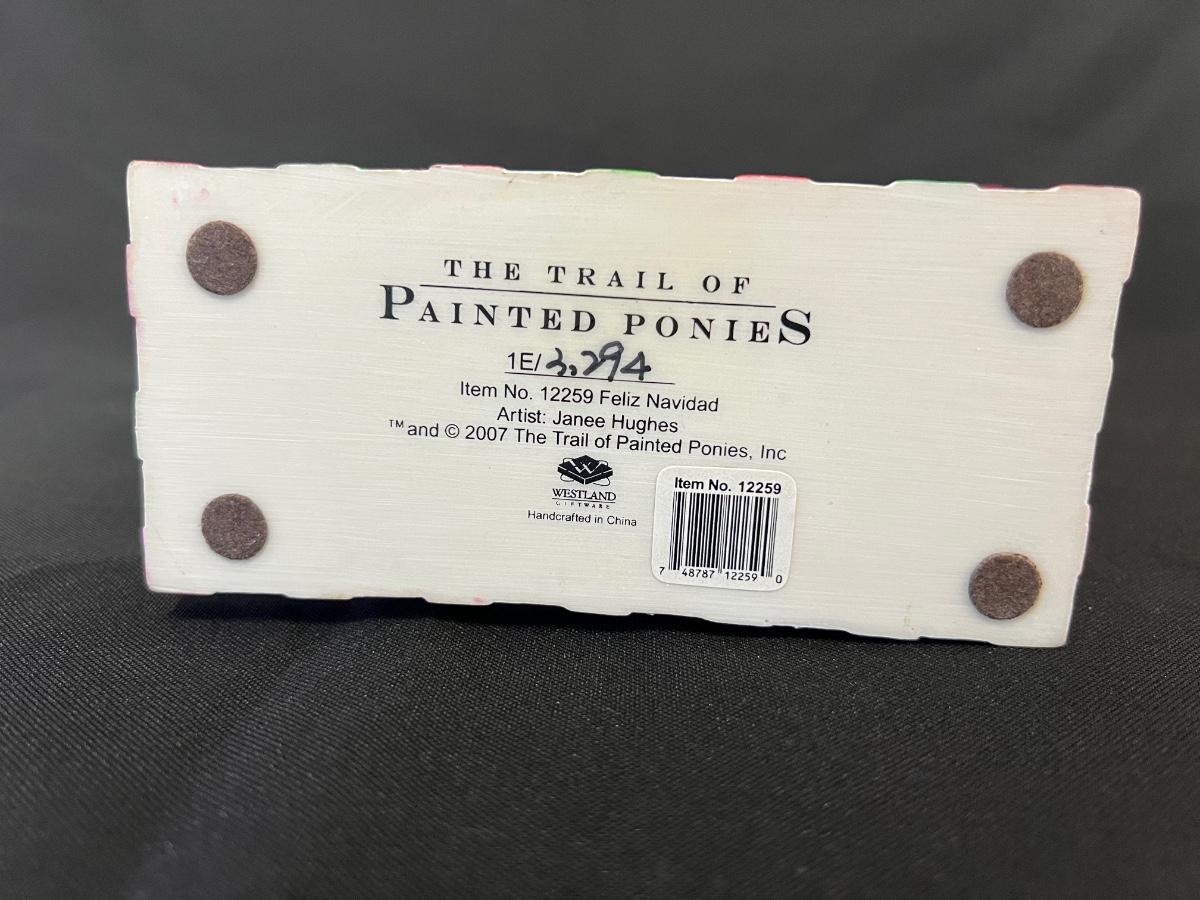 THE TRAIL OF
PAINTED PONIES
1E/3,294
Item No. 12259 Feliz Navidad
Artist: Janee Hughes
™ and © 2007 The Trail of Painted Ponies, Inc
WESTLAND
GIFTWARE
Handcrafted in China
Item No. 12259
7 48787 12259 0